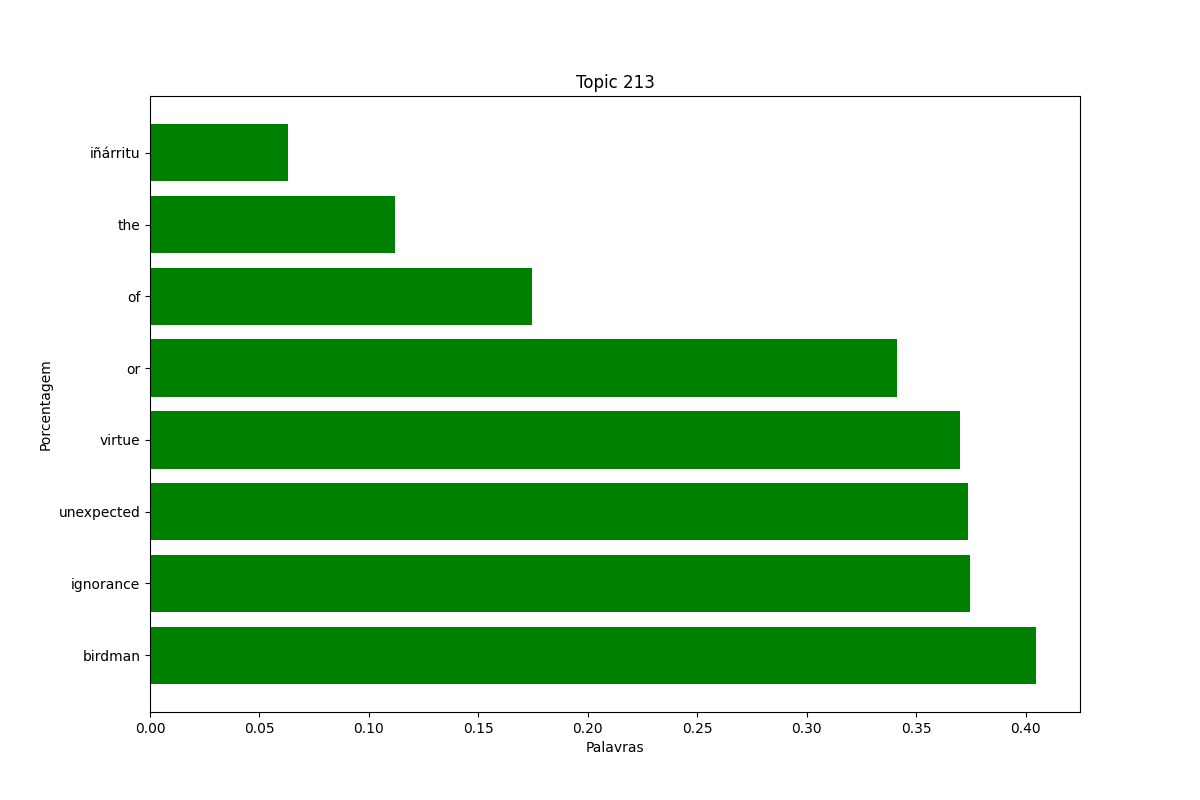 Topic 213
iñárritu
the
of
or
virtue
unexpected
ignorance
birdman
Porcentagem
0.00 0.05 0.10 0.15 0.20 0.25 0.30 0.35 0.40
Palavras